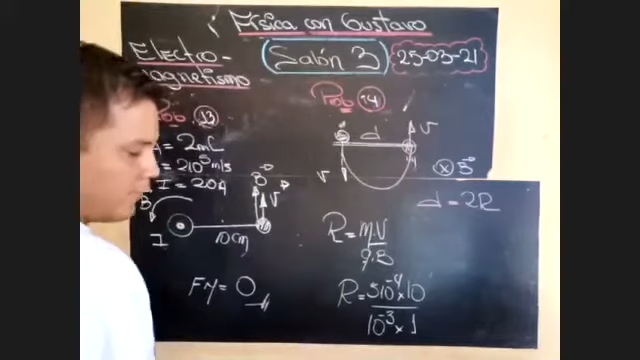 Física con Gustavo
Electro-
magnetismo
Salón 3
25-03-21
Prob 13
= 2mC
= 2 10⁵ m/s
I = 20A
B
I
10cm
B
V
FM = 0
Prob 14
d
V
V
x B
d = 2R
R = m.V
q.B
R = 5 10⁻⁴ x 10
10⁻³ x 1